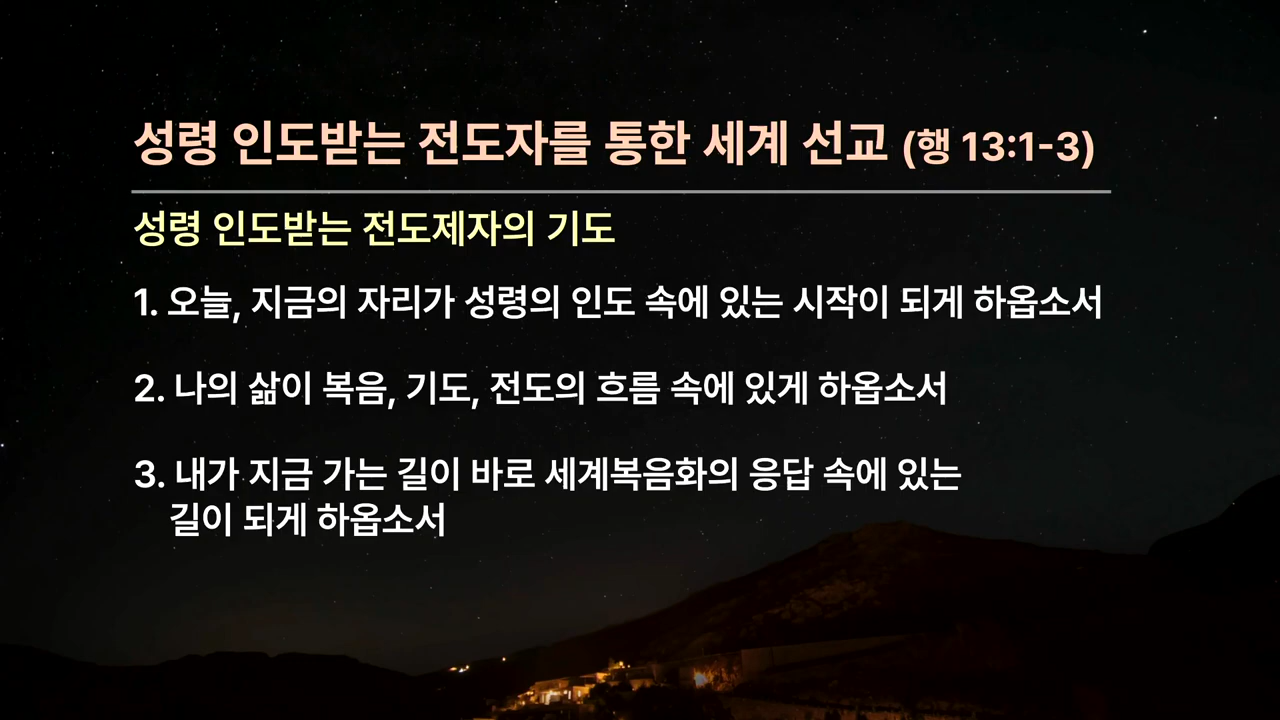 성령 인도받는 전도자를 통한 세계 선교 (행 13:1-3)
성령 인도받는 전도제자의 기도
1. 오늘, 지금의 자리가 성령의 인도 속에 있는 시작이 되게 하옵소서
2. 나의 삶이 복음, 기도, 전도의 흐름 속에 있게 하옵소서
3. 내가 지금 가는 길이 바로 세계복음화의 응답 속에 있는
길이 되게 하옵소서